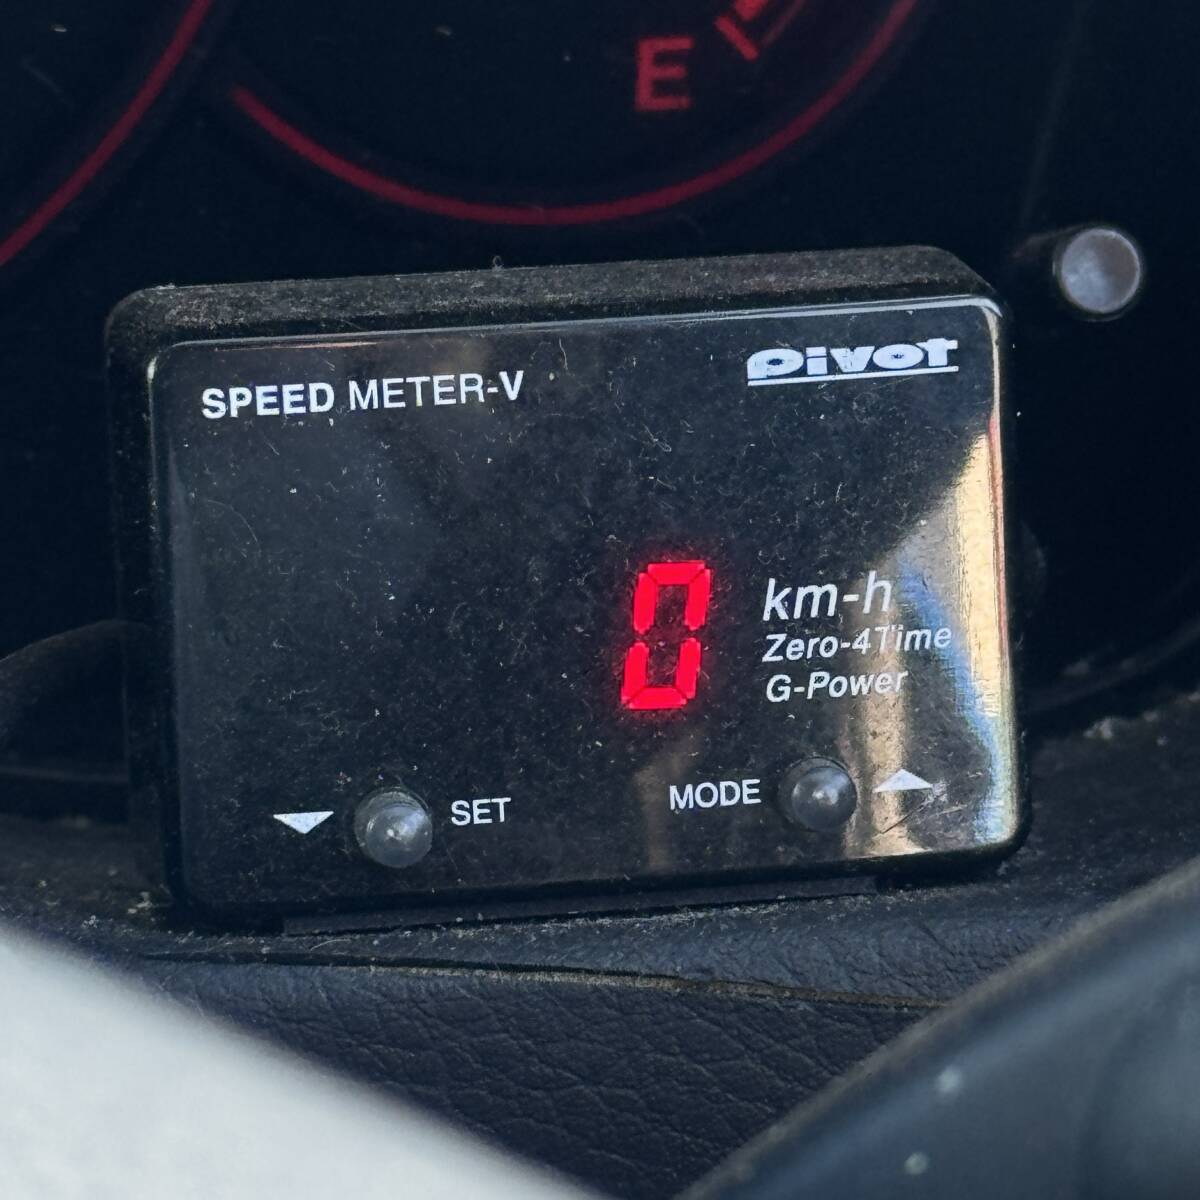 E
Pivot
SPEED METER-V
0
km-h
Zero-4Time
G-Power
▼ SET
MODE ▲